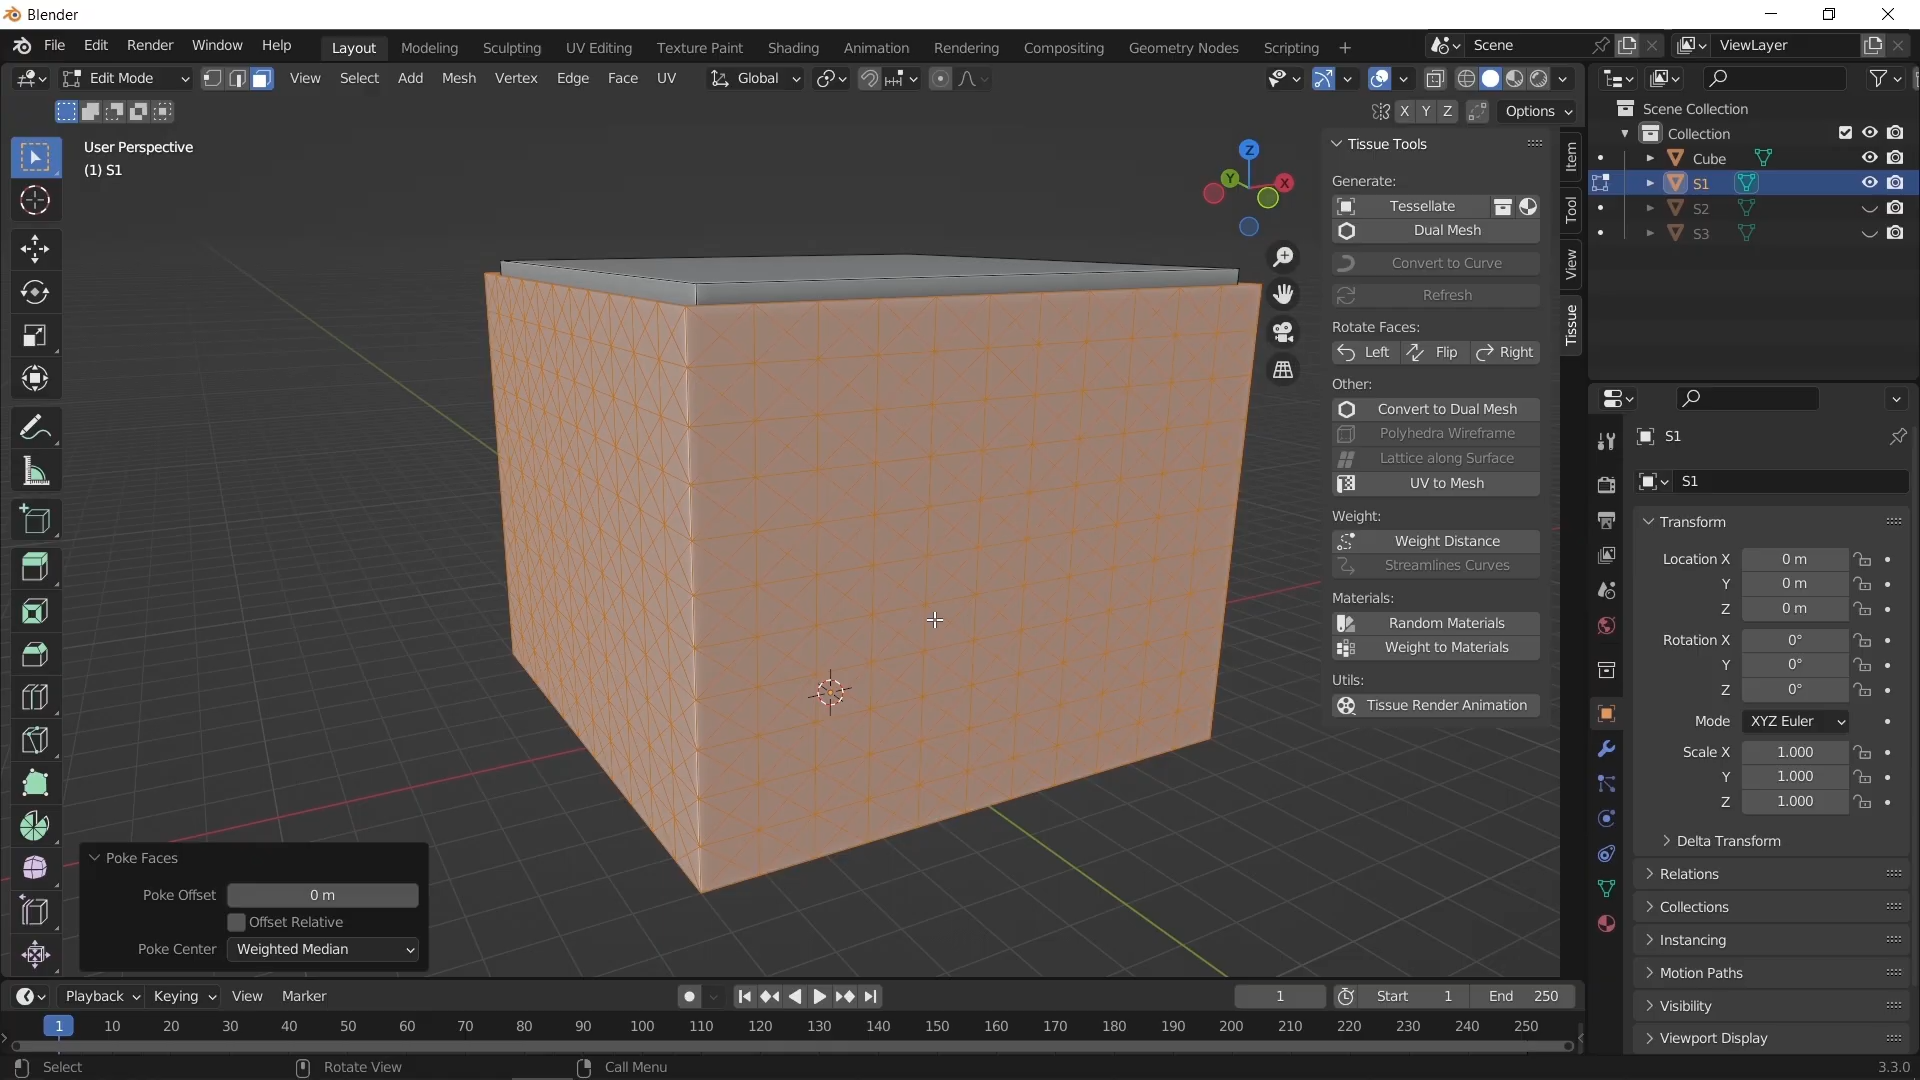 Blender
File Edit Render Window Help Layout Modeling Sculpting UV Editing Texture Paint Shading Animation Rendering Compositing Geometry Nodes Scripting + Scene ViewLayer
Edit Mode View Select Add Mesh Vertex Edge Face UV Global
X Y Z Options
User Perspective
(1) S1
Z
Y X
Tissue Tools
Generate:
Tessellate
Dual Mesh
Convert to Curve
Refresh
Rotate Faces:
Left Flip Right
Other:
Convert to Dual Mesh
Polyhedra Wireframe
Lattice along Surface
UV to Mesh
Weight:
Weight Distance
Streamlines Curves
Materials:
Random Materials
Weight to Materials
Utils:
Tissue Render Animation
Item
Tool
View
Tissue
Scene Collection
Collection
Cube
S1
S2
S3
S1
S1
Transform
Location X 0 m
Y 0 m
Z 0 m
Rotation X 0°
Y 0°
Z 0°
Mode XYZ Euler
Scale X 1.000
Y 1.000
Z 1.000
Delta Transform
Relations
Collections
Instancing
Motion Paths
Visibility
Viewport Display
Poke Faces
Poke Offset 0 m
Offset Relative
Poke Center Weighted Median
Playback Keying View Marker 1 Start 1 End 250
1 10 20 30 40 50 60 70 80 90 100 110 120 130 140 150 160 170 180 190 200 210 220 230 240 250
Select Rotate View Call Menu 3.3.0